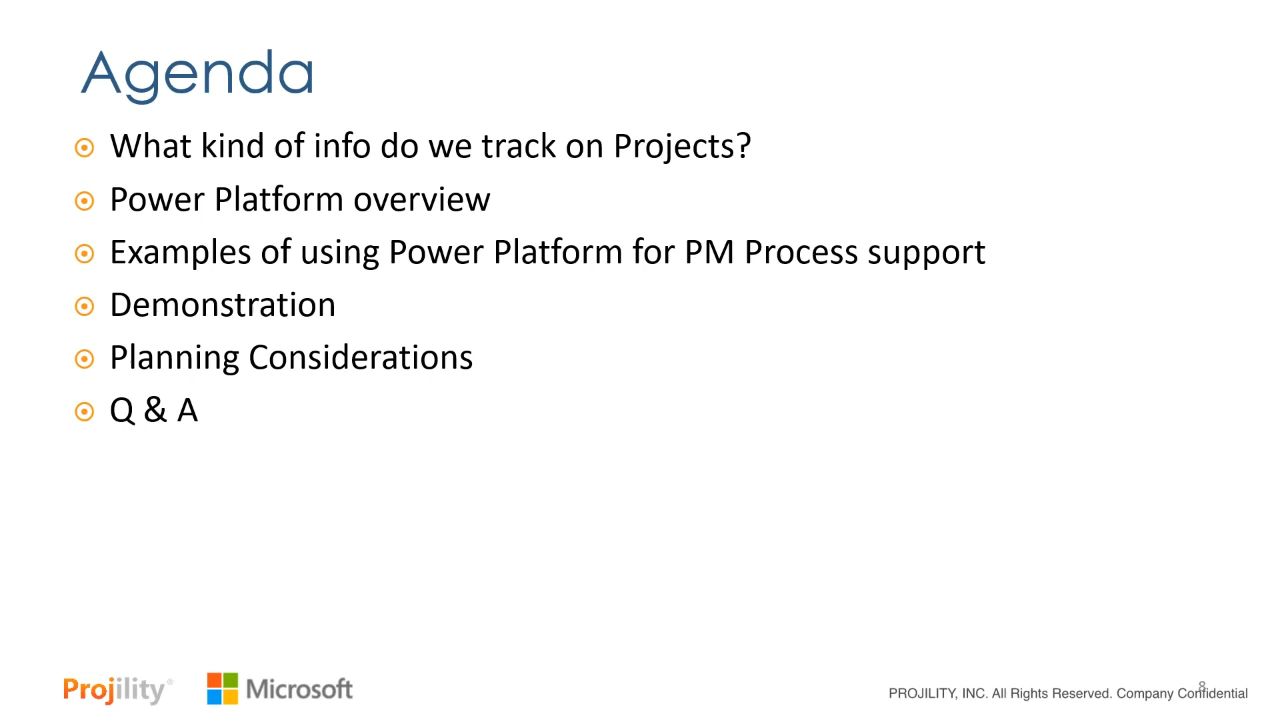 Agenda
What kind of info do we track on Projects?
Power Platform overview
Examples of using Power Platform for PM Process support
Demonstration
Planning Considerations
Q & A
Projility®
Microsoft
PROJILITY, INC. All Rights Reserved. Company Confidential
8